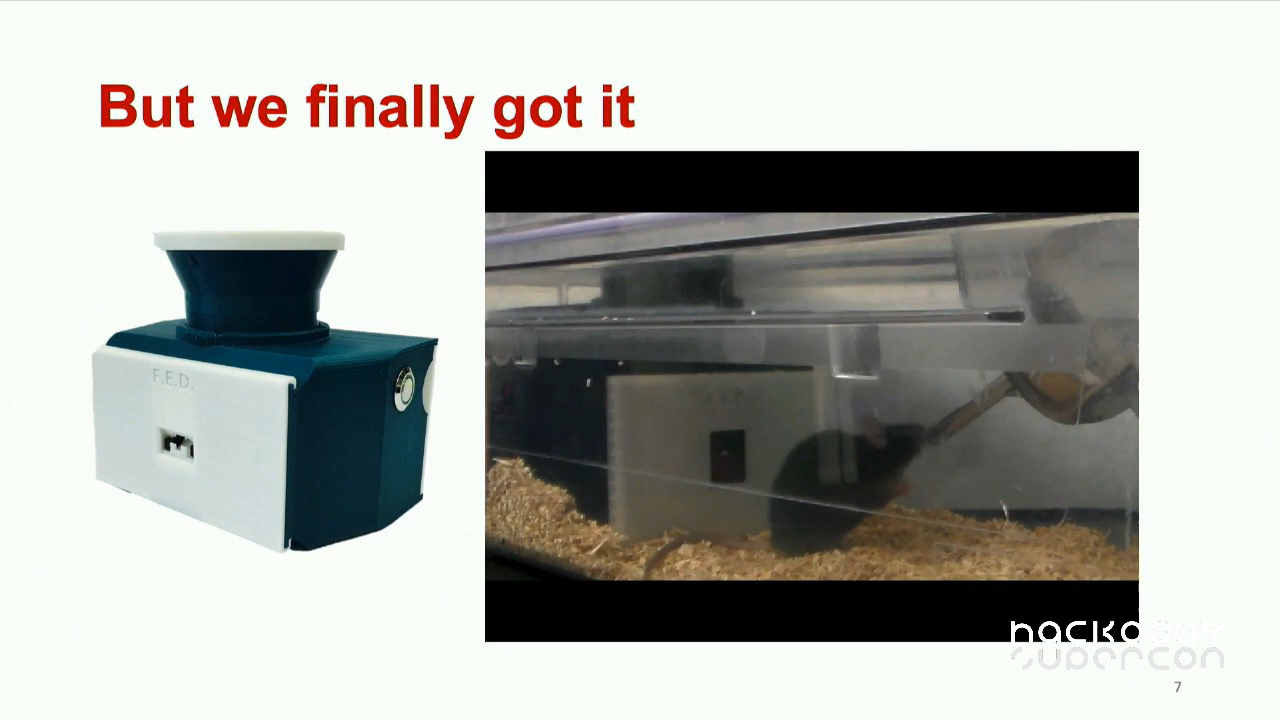 But we finally got it
F.E.D.
F.E.D
hackaday
supercon
7